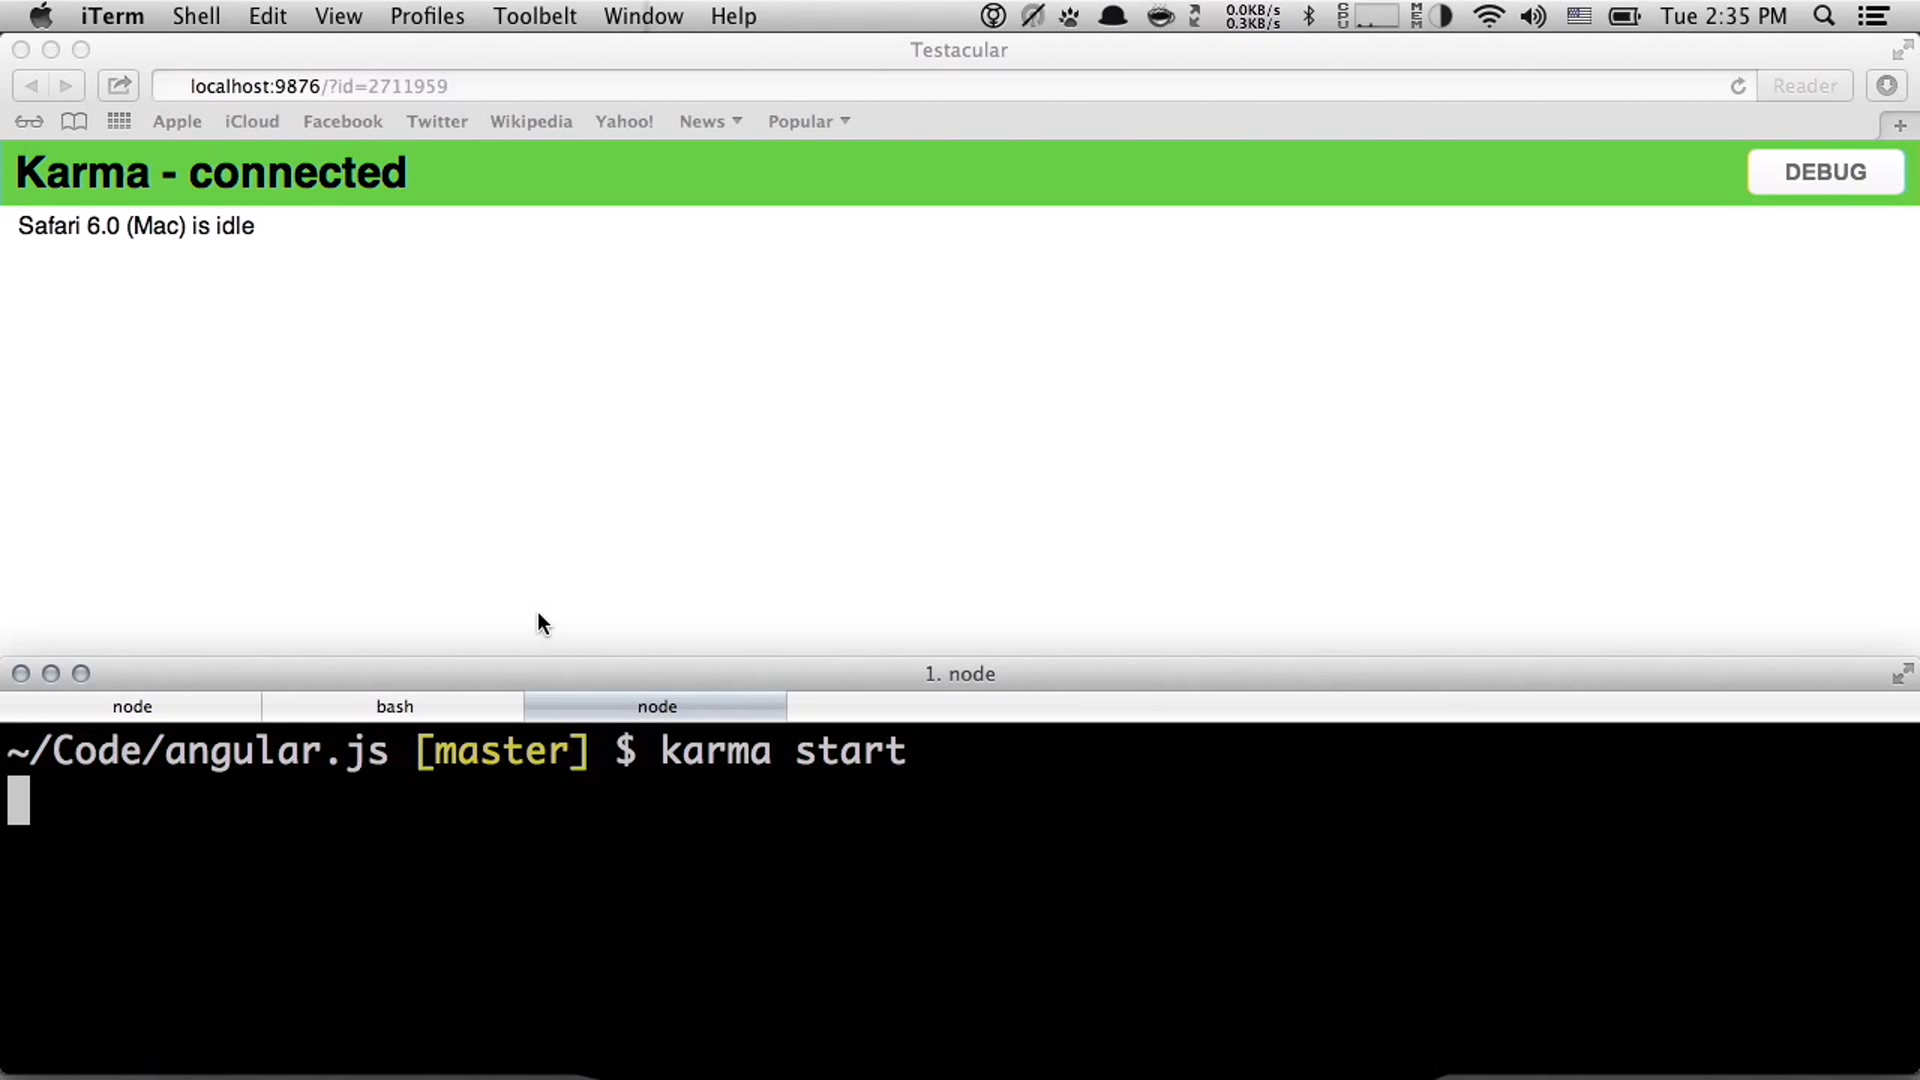 iTerm Shell Edit View Profiles Toolbelt Window Help 0.0KB/s 0.3KB/s CPU MEM Tue 2:35 PM
Testacular
localhost:9876/?id=2711959 Reader
Apple iCloud Facebook Twitter Wikipedia Yahoo! News Popular
Karma - connected DEBUG
Safari 6.0 (Mac) is idle
1. node
node bash node
~/Code/angular.js [master] $ karma start